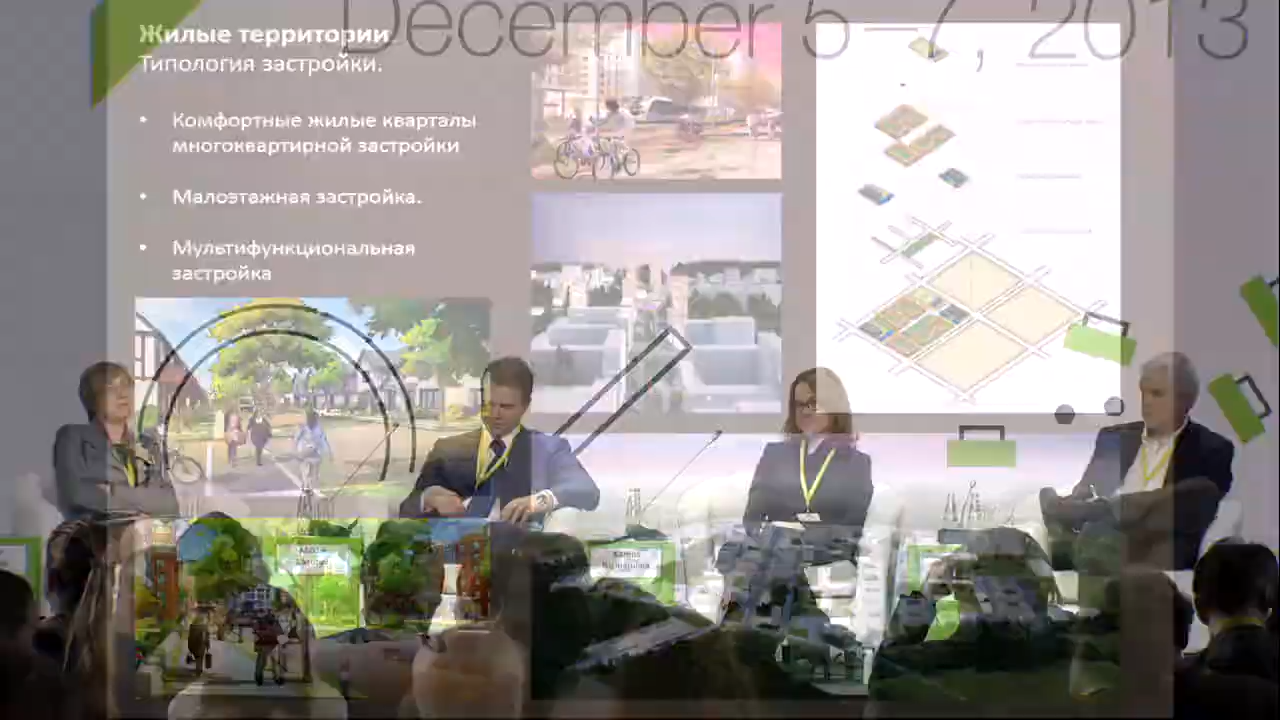 December 5–7, 2013
Жилые территории
Типология застройки.
• Комфортные жилые кварталы
многоквартирной застройки
• Малоэтажная застройка.
• Мультифункциональная
застройка